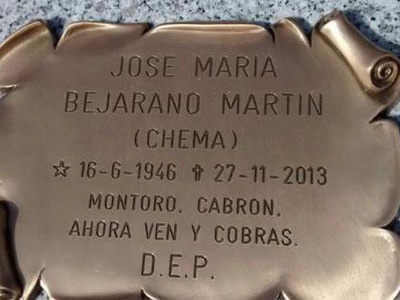 JOSE MARIA
BEJARANO MARTIN
(CHEMA)
☆ 16-6-1946 ✝ 27-11-2013
MONTORO, CABRON,
AHORA VEN Y COBRAS.
D.E.P.